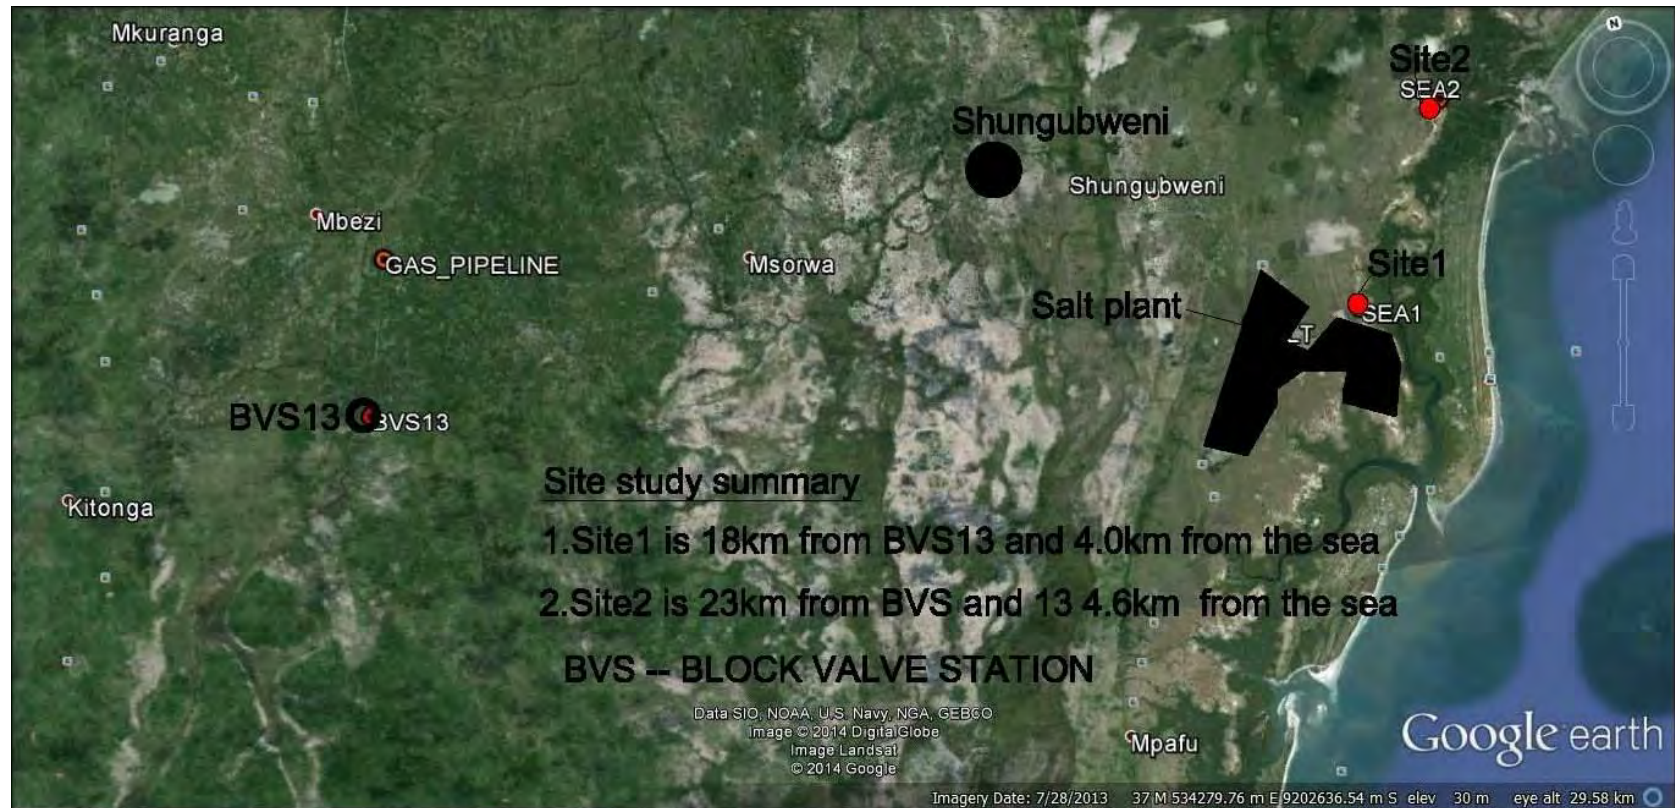 Mkuranga
Site2
SEA2
Shungubweni
Shungubweni
Mbezi
GAS_PIPELINE
Msorwa
Site1
Salt plant
SEA1
LT
BVS13
BVS13
Site study summary
Kitonga
1.Site1 is 18km from BVS13 and 4.0km from the sea
2.Site2 is 23km from BVS and 13 4.6km from the sea
BVS -- BLOCK VALVE STATION
Data SIO, NOAA, U.S. Navy, NGA, GEBCO
Image © 2014 DigitalGlobe
Image Landsat
© 2014 Google
Mpafu
Google earth
Imagery Date: 7/28/2013 37 M 534279.76 m E 9202636.54 m S elev 30 m eye alt 29.58 km
N